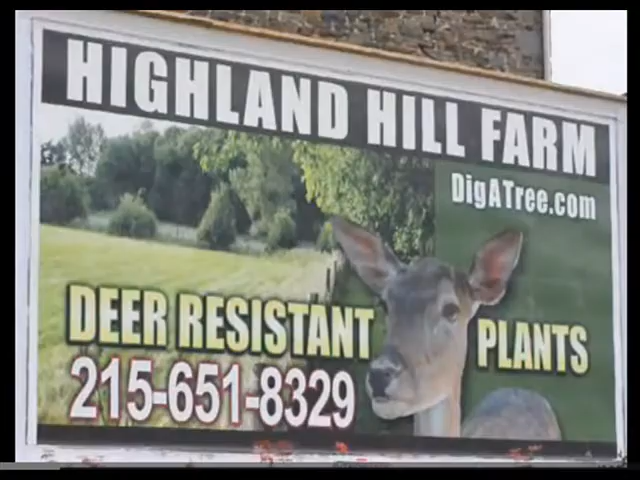 HIGHLAND HILL FARM
DigATree.com
DEER RESISTANT PLANTS
215-651-8329